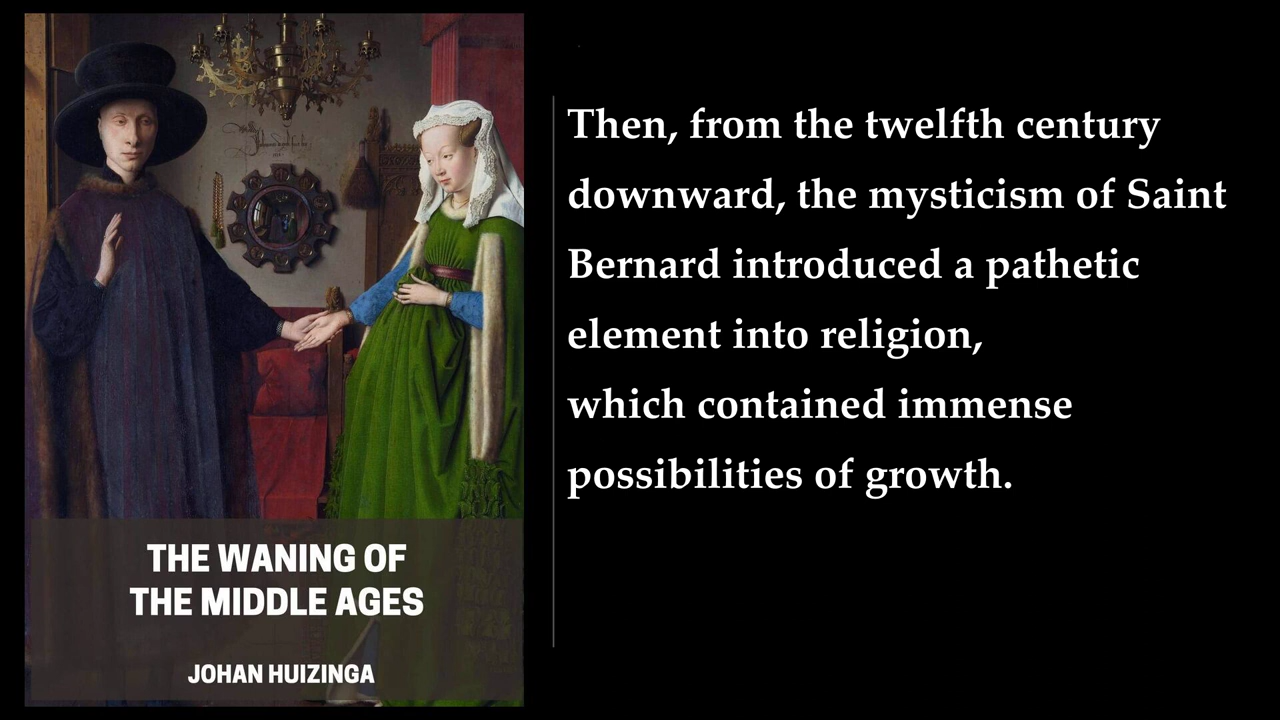 THE WANING OF
THE MIDDLE AGES
JOHAN HUIZINGA
Then, from the twelfth century
downward, the mysticism of Saint
Bernard introduced a pathetic
element into religion,
which contained immense
possibilities of growth.